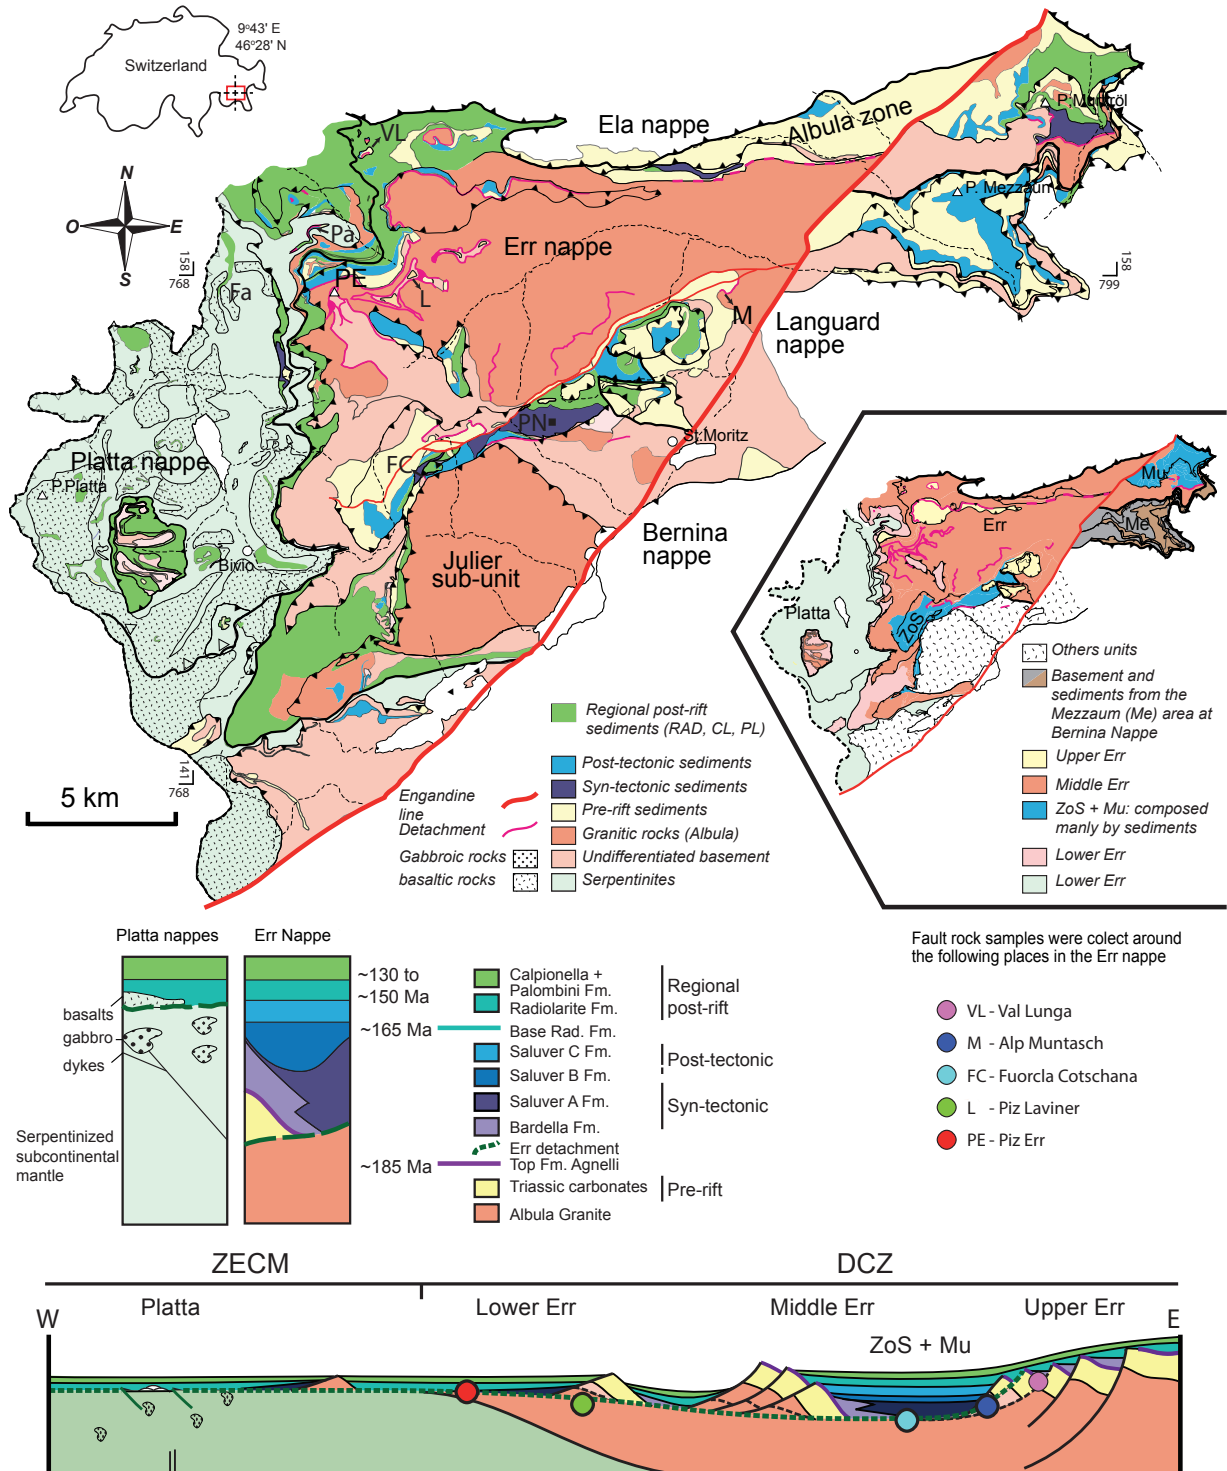 9°43' E
46°28' N
Switzerland
N
O
E
S
VL
Ela nappe
Albula zone
P. Murtiröl
P. Mezzaun
158
768
Pa
Err nappe
PE
Fa
L
M
158
799
Languard
nappe
PN
St.Moritz
FC
Platta nappe
P.Platta
Bivio
Julier
sub-unit
Bernina
nappe
141
768
5 km
Regional post-rift
sediments (RAD, CL, PL)
Post-tectonic sediments
Syn-tectonic sediments
Pre-rift sediments
Granitic rocks (Albula)
Undifferentiated basement
Serpentinites
Engandine
line
Detachment
Gabbroic rocks
basaltic rocks
Mu
Err
Me
Platta
ZoS
Others units
Basement and
sediments from the
Mezzaum (Me) area at
Bernina Nappe
Upper Err
Middle Err
ZoS + Mu: composed
manly by sediments
Lower Err
Lower Err
Platta nappes
Err Nappe
basalts
gabbro
dykes
Serpentinized
subcontinental
mantle
~130 to
~150 Ma
~165 Ma
~185 Ma
Calpionella +
Palombini Fm.
Radiolarite Fm.
Base Rad. Fm.
Saluver C Fm.
Saluver B Fm.
Saluver A Fm.
Bardella Fm.
Err detachment
Top Fm. Agnelli
Triassic carbonates
Albula Granite
Regional
post-rift
Post-tectonic
Syn-tectonic
Pre-rift
Fault rock samples were colect around
the following places in the Err nappe
VL - Val Lunga
M - Alp Muntasch
FC - Fuorcla Cotschana
L - Piz Laviner
PE - Piz Err
ZECM
DCZ
W
Platta
Lower Err
Middle Err
Upper Err
E
ZoS + Mu